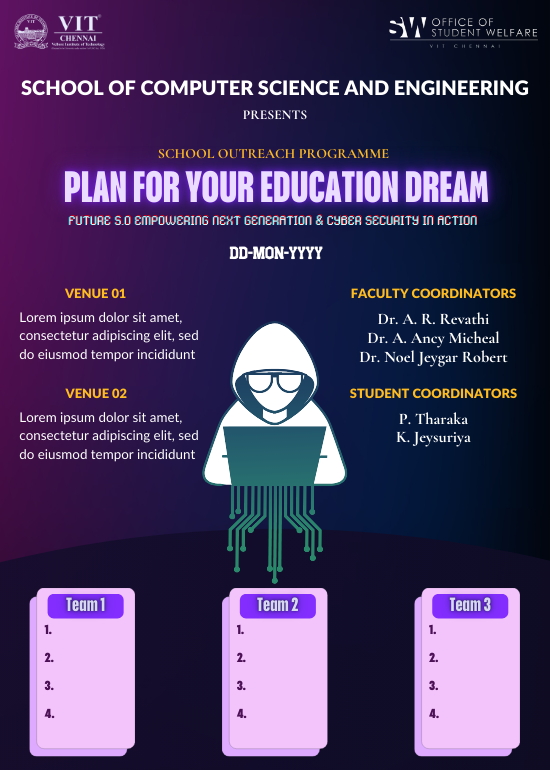 VIT
CHENNAI
Vellore Institute of Technology
SW OFFICE OF
STUDENT WELFARE
VIT CHENNAI
SCHOOL OF COMPUTER SCIENCE AND ENGINEERING
PRESENTS
SCHOOL OUTREACH PROGRAMME
PLAN FOR YOUR EDUCATION DREAM
FUTURE 5.0 EMPOWERING NEXT GENERATION & CYBER SECURITY IN ACTION
DD-MON-YYYY
VENUE 01
Lorem ipsum dolor sit amet,
consectetur adipiscing elit, sed
do eiusmod tempor incididunt
VENUE 02
Lorem ipsum dolor sit amet,
consectetur adipiscing elit, sed
do eiusmod tempor incididunt
FACULTY COORDINATORS
Dr. A. R. Revathi
Dr. A. Ancy Micheal
Dr. Noel Jeygar Robert
STUDENT COORDINATORS
P. Tharaka
K. Jeysuriya
Team 1
1.
2.
3.
4.
Team 2
1.
2.
3.
4.
Team 3
1.
2.
3.
4.